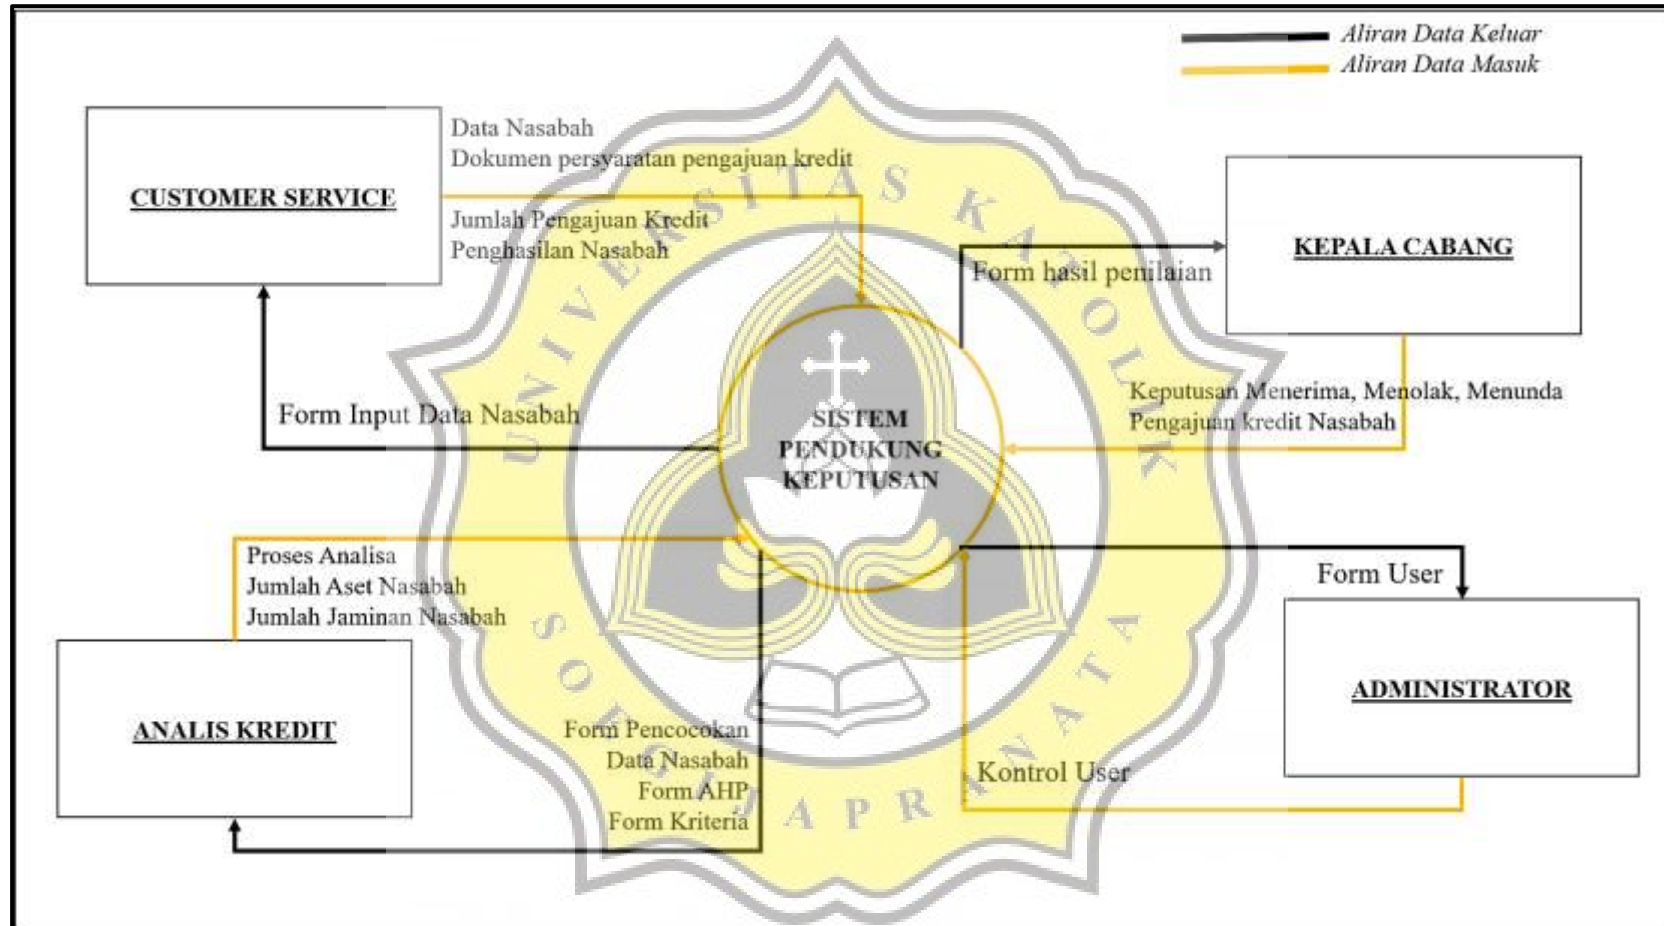 Aliran Data Keluar
Aliran Data Masuk
Data Nasabah
Dokumen persyaratan pengajuan kredit
CUSTOMER SERVICE
Jumlah Pengajuan Kredit
Penghasilan Nasabah
KEPALA CABANG
Form hasil penilaian
Keputusan Menerima, Menolak, Menunda
Pengajuan kredit Nasabah
Form Input Data Nasabah
SISTEM
PENDUKUNG
KEPUTUSAN
Proses Analisa
Jumlah Aset Nasabah
Jumlah Jaminan Nasabah
Form User
ANALIS KREDIT
ADMINISTRATOR
Form Pencocokan
Data Nasabah
Form AHP
Form Kriteria
Kontrol User
UNIVERSITAS KATOLIK
SOEGIJAPRANATA